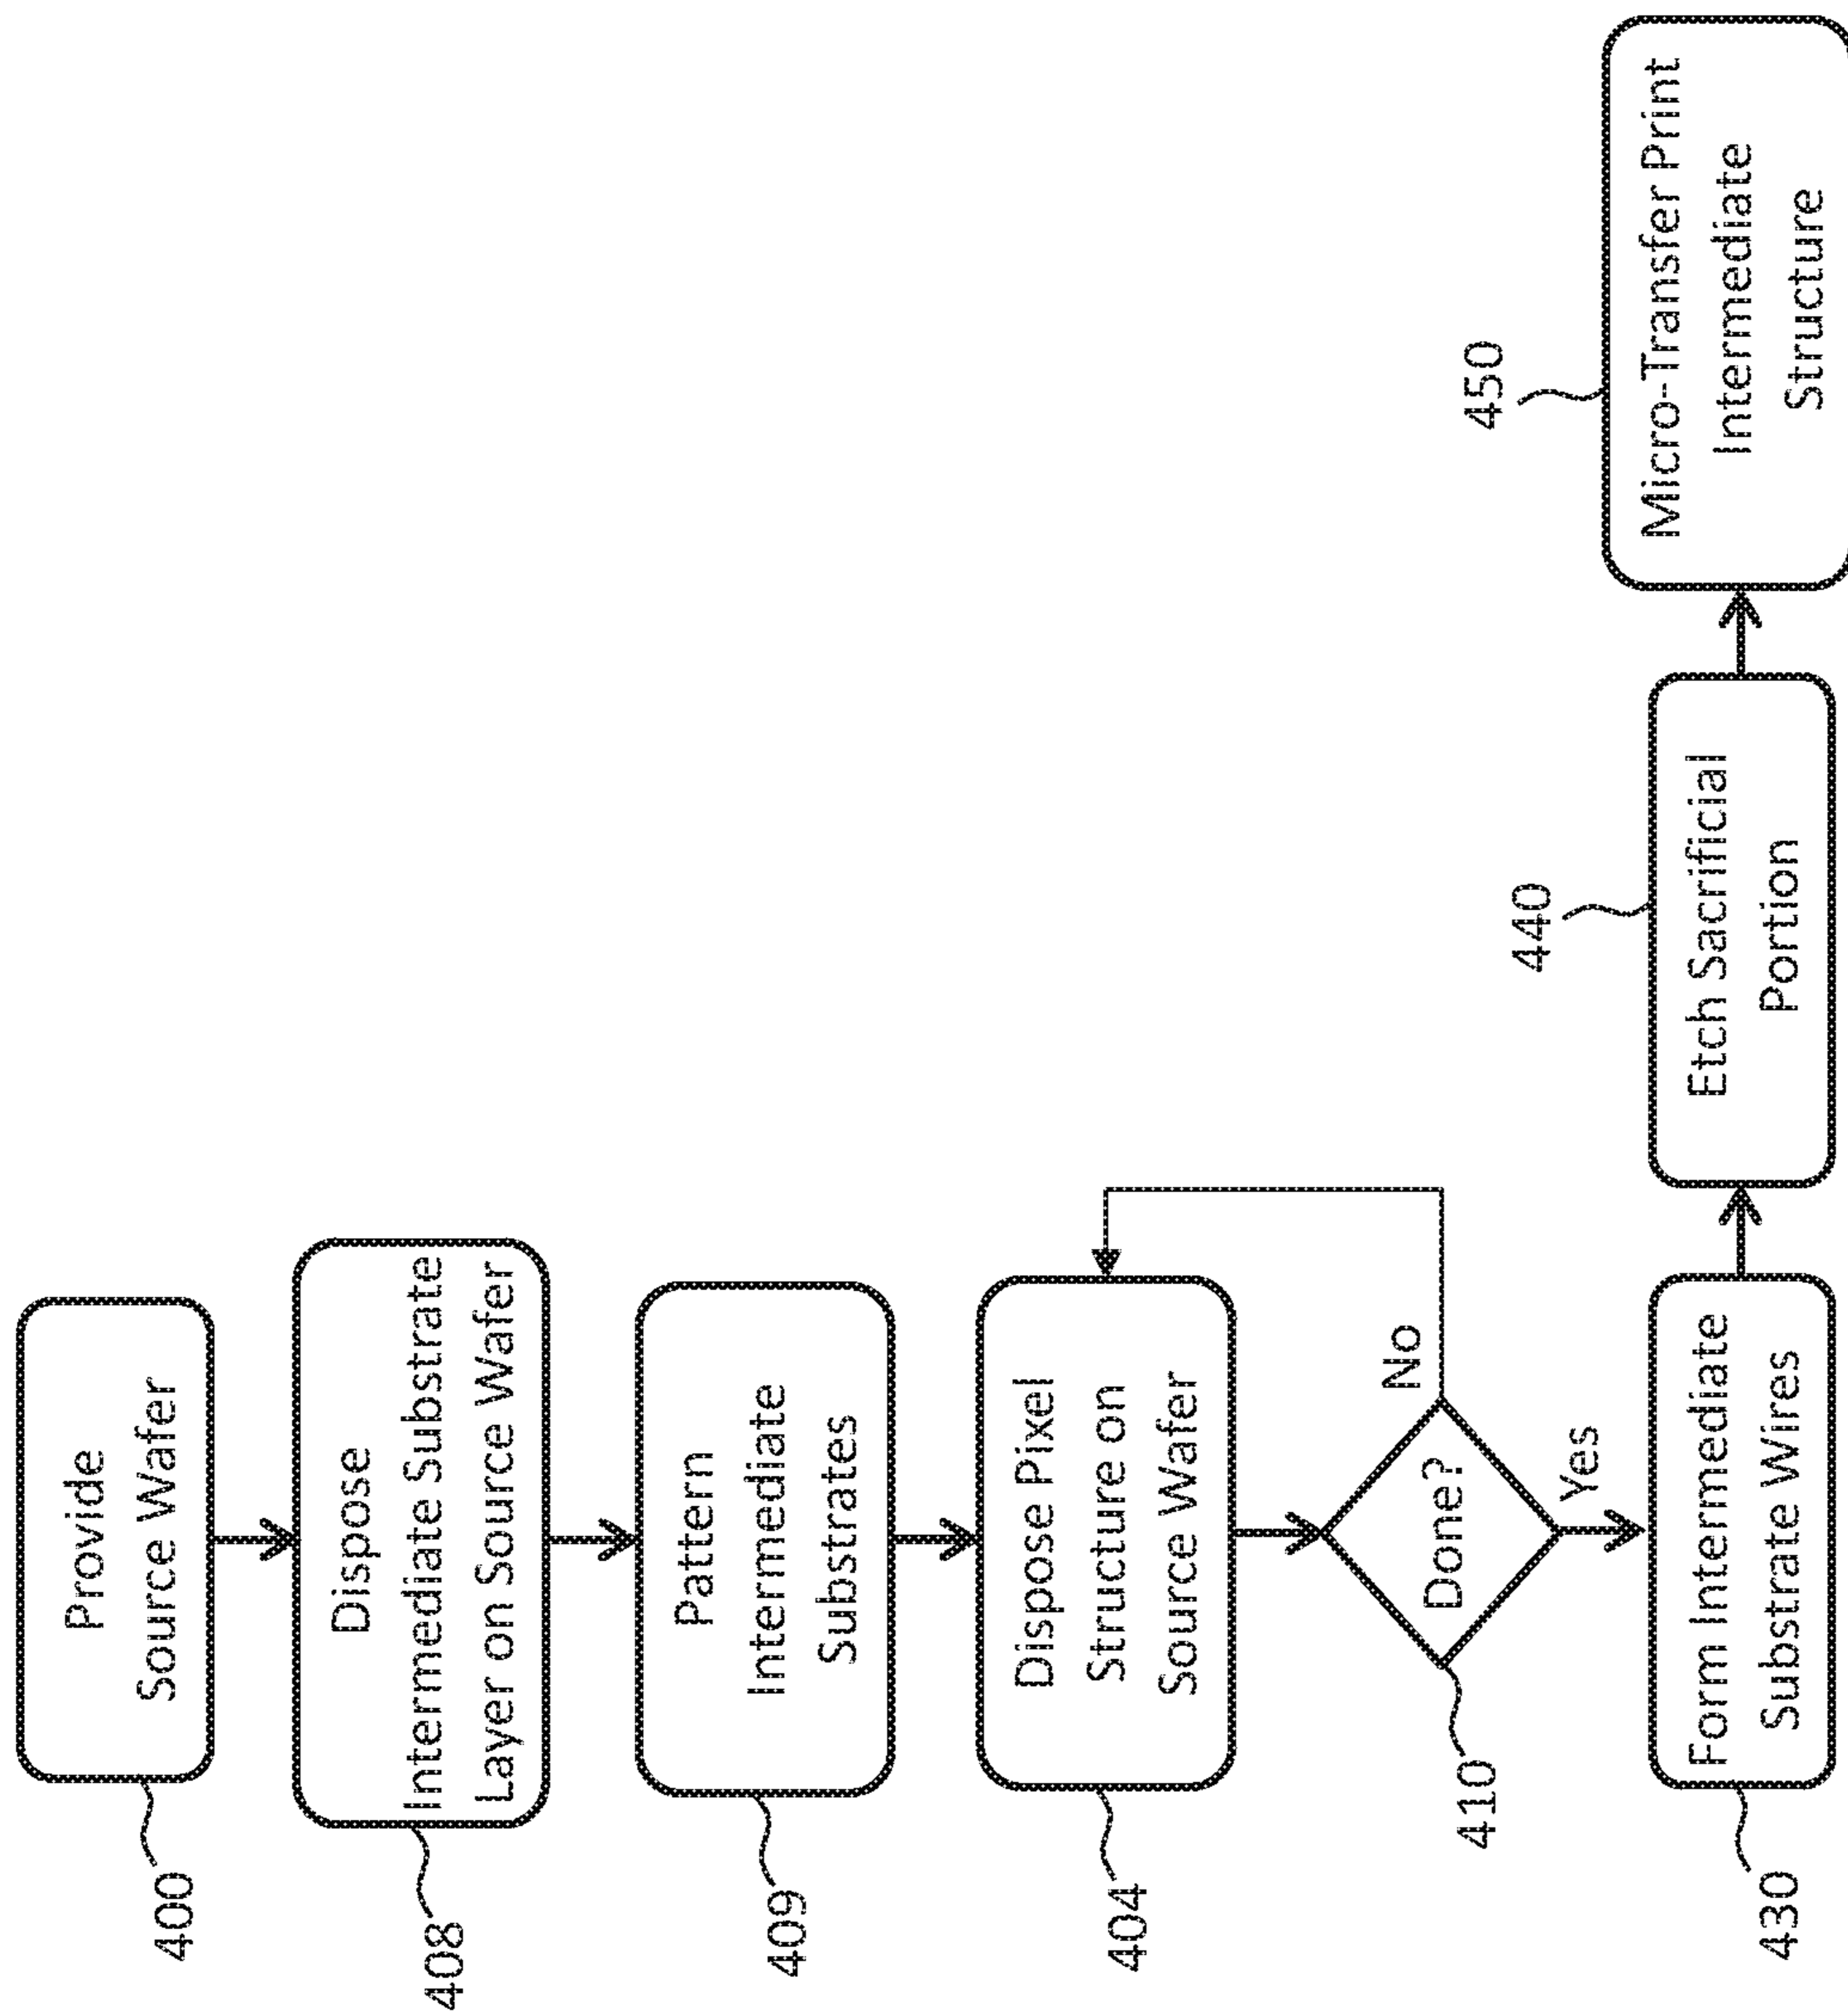 400
Provide
Source Wafer
408
Dispose
Intermediate Substrate
Layer on Source Wafer
409
Pattern
Intermediate
Substrates
404
Dispose Pixel
Structure on
Source Wafer
410
Done?
No
Yes
430
Form Intermediate
Substrate Wires
440
Etch Sacrificial
Portion
450
Micro-Transfer Print
Intermediate
Structure